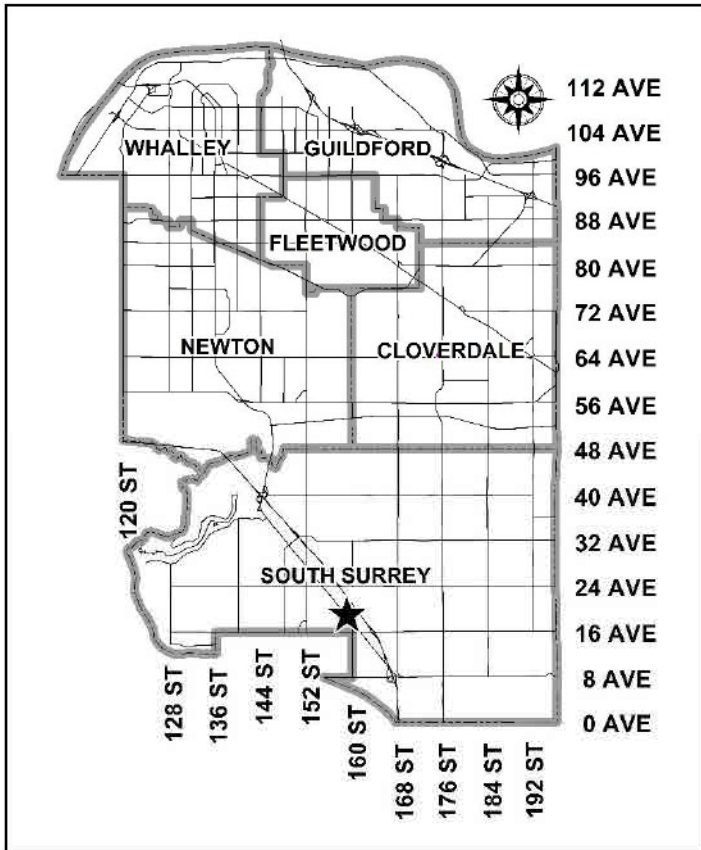 112 AVE
104 AVE
WHALLEY
GUILDFORD
96 AVE
88 AVE
FLEETWOOD
80 AVE
72 AVE
NEWTON
CLOVERDALE
64 AVE
56 AVE
48 AVE
120 ST
40 AVE
32 AVE
SOUTH SURREY
24 AVE
16 AVE
8 AVE
0 AVE
128 ST
136 ST
144 ST
152 ST
160 ST
168 ST
176 ST
184 ST
192 ST